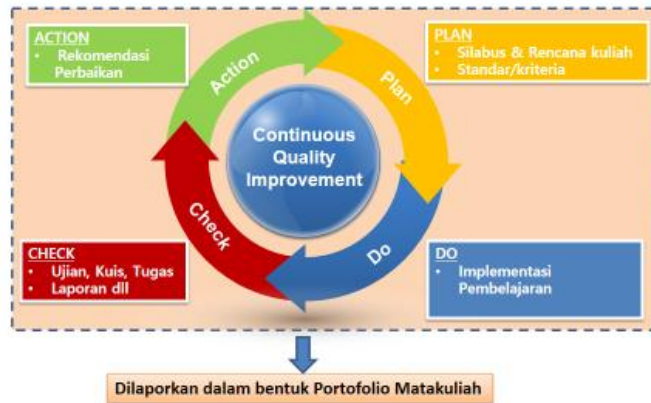 ACTION
• Rekomendasi
Perbaikan
PLAN
• Silabus & Rencana kuliah
• Standar/kriteria
Action
Plan
Continuous
Quality
Improvement
Check
Do
CHECK
• Ujian, Kuis, Tugas
• Laporan dll
DO
• Implementasi
Pembelajaran
Dilaporkan dalam bentuk Portofolio Matakuliah